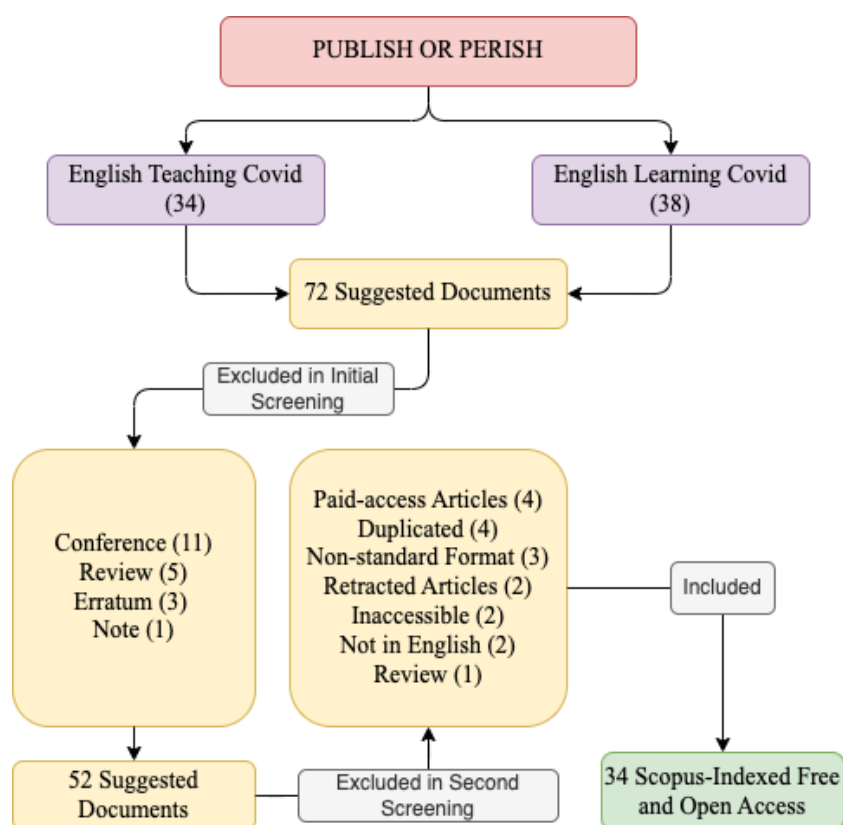 PUBLISH OR PERISH
English Teaching Covid
(34)
English Learning Covid
(38)
72 Suggested Documents
Excluded in Initial
Screening
Conference (11)
Review (5)
Erratum (3)
Note (1)
52 Suggested
Documents
Excluded in Second
Screening
Paid-access Articles (4)
Duplicated (4)
Non-standard Format (3)
Retracted Articles (2)
Inaccessible (2)
Not in English (2)
Review (1)
Included
34 Scopus-Indexed Free
and Open Access